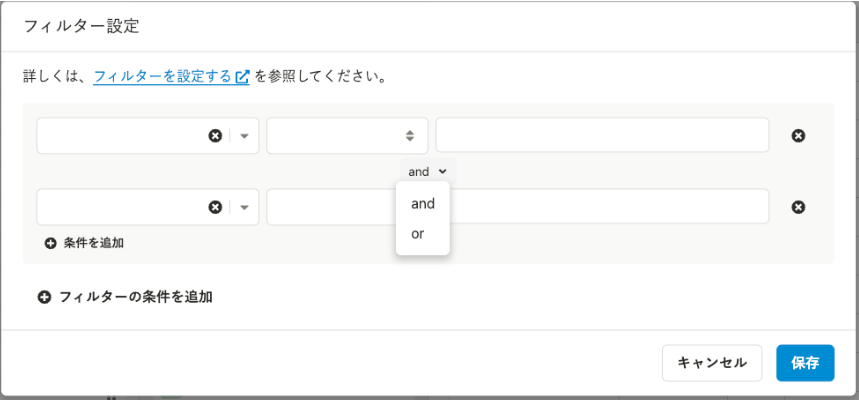 フィルター設定
詳しくは、フィルターを設定する を参照してください。
and
and
or
条件を追加
フィルターの条件を追加
キャンセル 保存